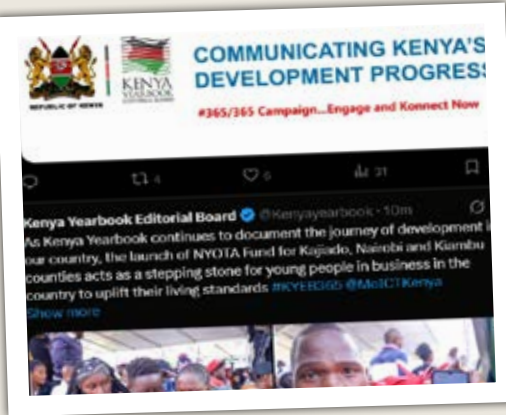 COMMUNICATING KENYA'S
DEVELOPMENT PROGRESS
REPUBLIC OF KENYA
KENYA
YEARBOOK
EDITORIAL BOARD
#365/365 Campaign...Engage and Konnect Now
4 6 31
Kenya Yearbook Editorial Board @Kenyayearbook · 10m
As Kenya Yearbook continues to document the journey of development i
our country, the launch of NYOTA Fund for Kajiado, Nairobi and Kiambu
counties acts as a stepping stone for young people in business in the
country to uplift their living standards #KYEB365 @MoICTKenya
Show more